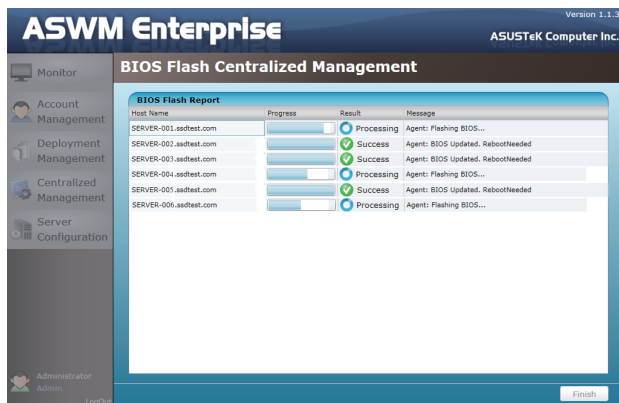 Version 1.1.3
ASWM Enterprise
ASUSTeK Computer Inc.
BIOS Flash Centralized Management
Monitor
Account
Management
Deployment
Management
Centralized
Management
Server
Configuration
BIOS Flash Report
Host Name Progress Result Message
SERVER-001.ssdtest.com Processing Agent: Flashing BIOS...
SERVER-002.ssdtest.com Success Agent: BIOS Updated. RebootNeeded
SERVER-003.ssdtest.com Success Agent: BIOS Updated. RebootNeeded
SERVER-004.ssdtest.com Processing Agent: Flashing BIOS...
SERVER-005.ssdtest.com Success Agent: BIOS Updated. RebootNeeded
SERVER-006.ssdtest.com Processing Agent: Flashing BIOS...
Administrator
Admin
LogOut
Finish